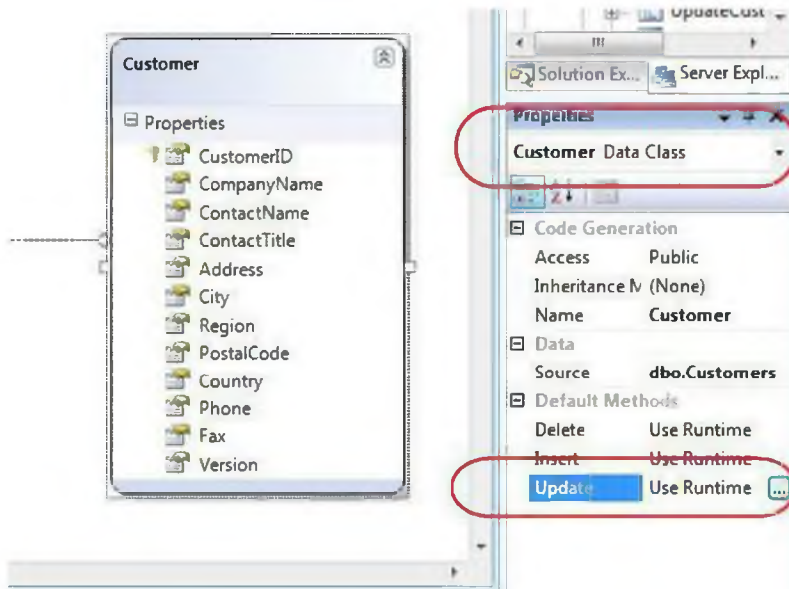 Customer
Properties
CustomerID
CompanyName
ContactName
ContactTitle
Address
City
Region
PostalCode
Country
Phone
Fax
Version
UpdateCust
Solution Ex...
Server Expl...
Properties
Customer Data Class
Code Generation
Access Public
Inheritance M (None)
Name Customer
Data
Source dbo.Customers
Default Methods
Delete Use Runtime
Insert Use Runtime
Update Use Runtime ...